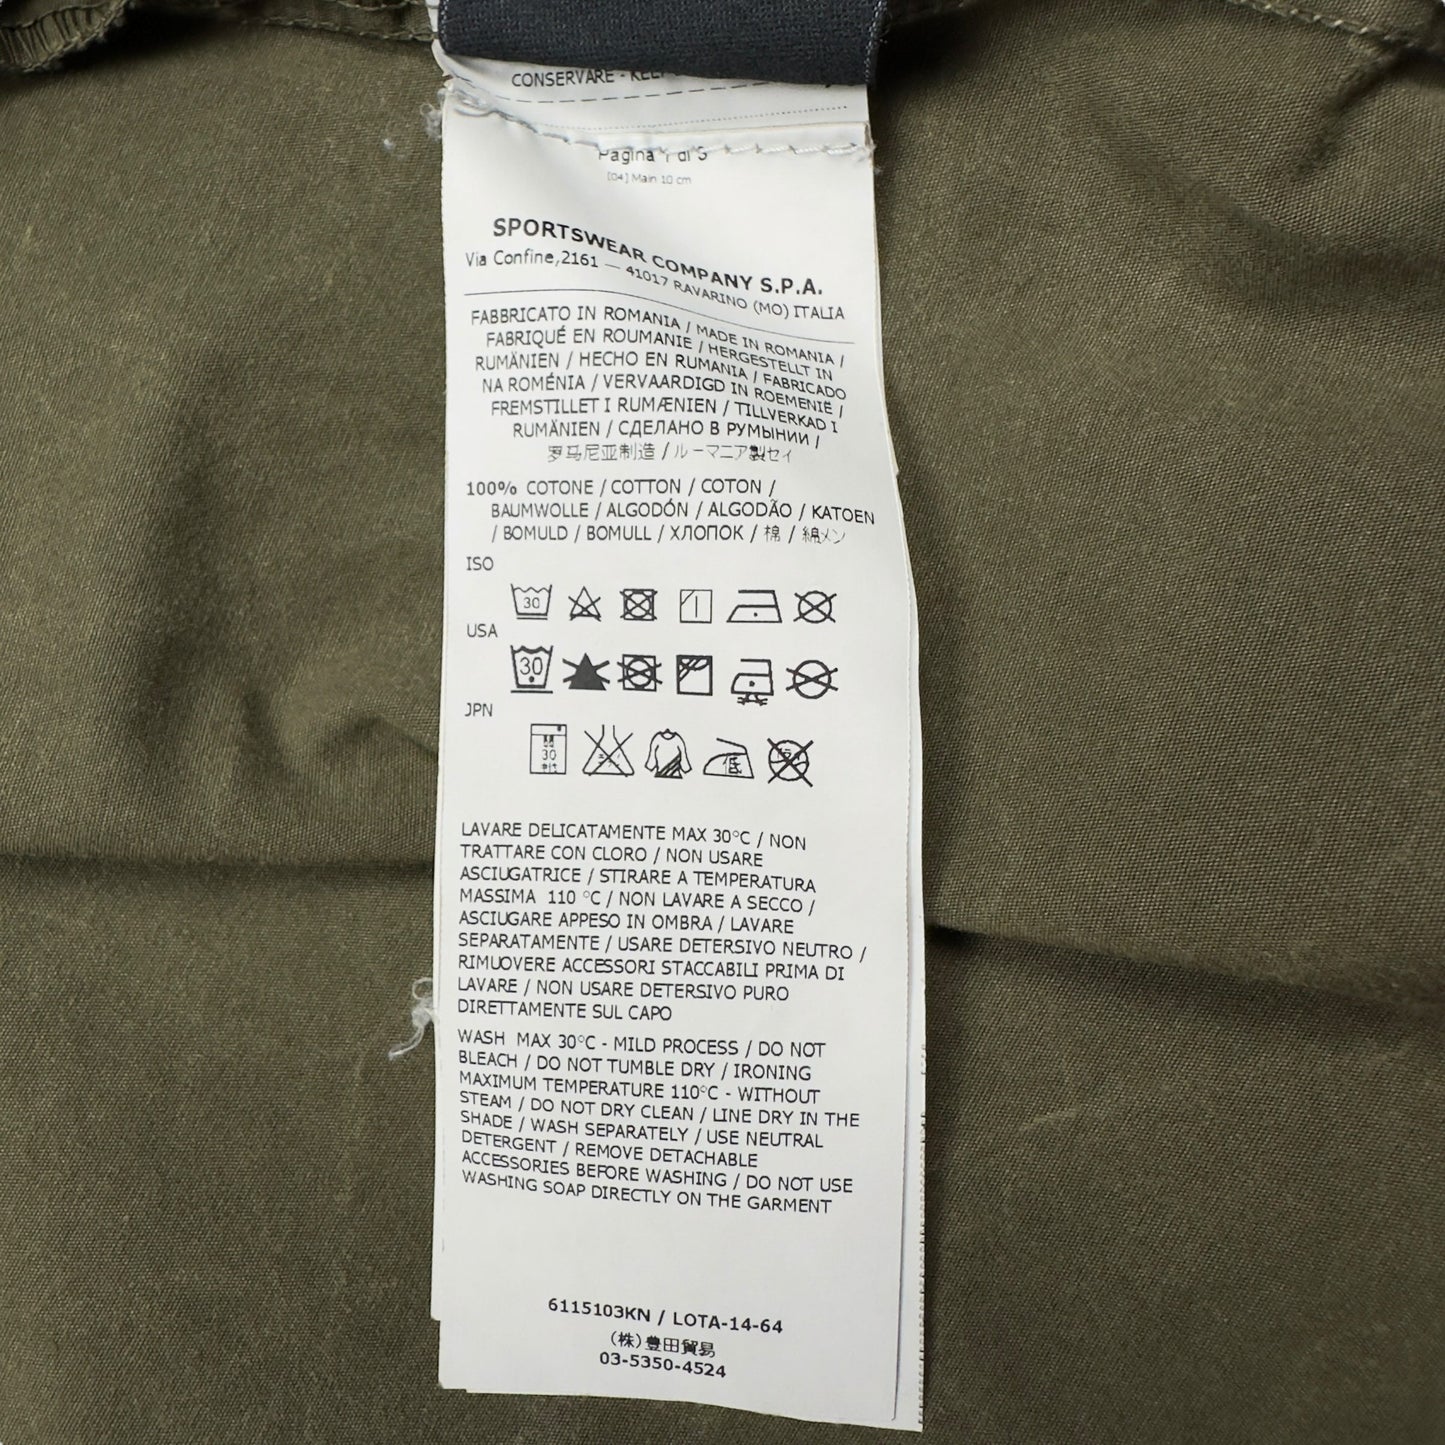 CONSERVARE -
Pagina 1 di
[04] Main 10 cm
SPORTSWEAR COMPANY S.P.A.
Via Confine,2161 — 41017 RAVARINO (MO) ITALIA
FABBRICATO IN ROMANIA / MADE IN ROMANIA /
FABRIQUÉ EN ROUMANIE / HERGESTELLT IN
RUMÄNIEN / HECHO EN RUMANIA / FABRICADO
NA ROMÉNIA / VERVAARDIGD IN ROEMENIË /
FREMSTILLET I RUMÆNIEN / TILLVERKAD I
RUMÄNIEN / СДЕЛАНО В РУМЫНИИ /
罗马尼亚制造 / ルーマニア製セイ
100% COTONE / COTTON / COTON /
BAUMWOLLE / ALGODÓN / ALGODÃO / KATOEN
/ BOMULD / BOMULL / ХЛОПОК / 棉 / 綿メン
ISO
30
USA
30
JPN
30
低
LAVARE DELICATAMENTE MAX 30°C / NON
TRATTARE CON CLORO / NON USARE
ASCIUGATRICE / STIRARE A TEMPERATURA
MASSIMA 110 °C / NON LAVARE A SECCO /
ASCIUGARE APPESO IN OMBRA / LAVARE
SEPARATAMENTE / USARE DETERSIVO NEUTRO /
RIMUOVERE ACCESSORI STACCABILI PRIMA DI
LAVARE / NON USARE DETERSIVO PURO
DIRETTAMENTE SUL CAPO
WASH MAX 30°C - MILD PROCESS / DO NOT
BLEACH / DO NOT TUMBLE DRY / IRONING
MAXIMUM TEMPERATURE 110°C - WITHOUT
STEAM / DO NOT DRY CLEAN / LINE DRY IN THE
SHADE / WASH SEPARATELY / USE NEUTRAL
DETERGENT / REMOVE DETACHABLE
ACCESSORIES BEFORE WASHING / DO NOT USE
WASHING SOAP DIRECTLY ON THE GARMENT
6115103KN / LOTA-14-64
(株)豊田貿易
03-5350-4524